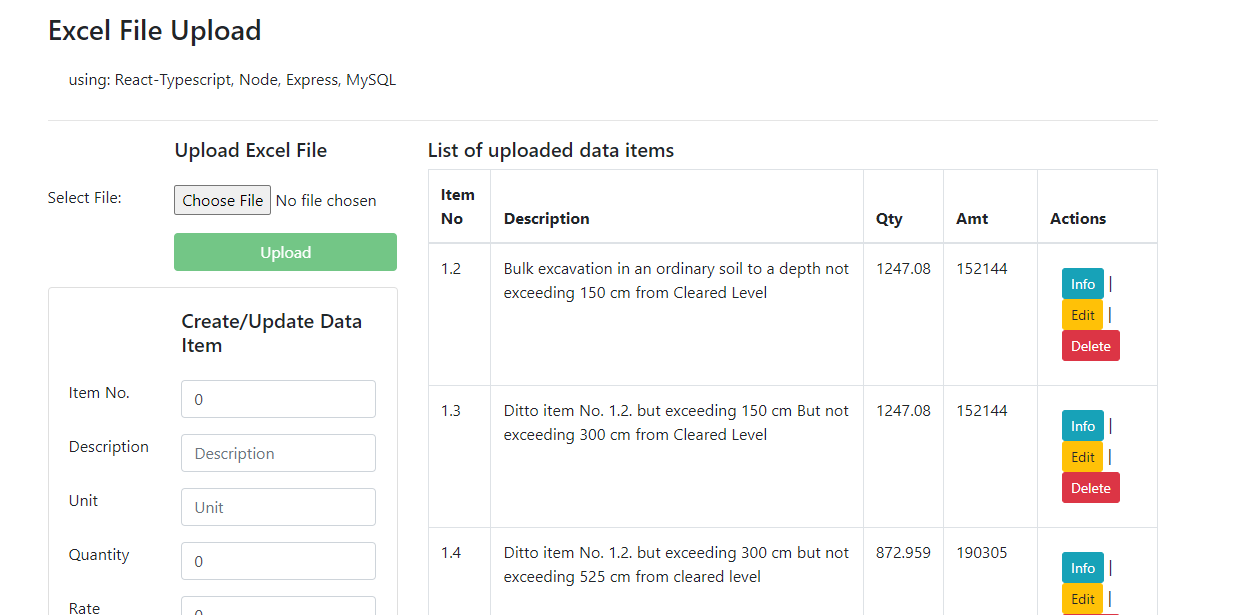 Excel File Upload
using: React-Typescript, Node, Express, MySQL
Upload Excel File
Select File:
Choose File No file chosen
Upload
Create/Update Data
Item
Item No.
0
Description
Description
Unit
Unit
Quantity
0
Rate
0
List of uploaded data items
Item
No
Description
Qty
Amt
Actions
1.2
Bulk excavation in an ordinary soil to a depth not
exceeding 150 cm from Cleared Level
1247.08
152144
Info |
Edit |
Delete
1.3
Ditto item No. 1.2. but exceeding 150 cm But not
exceeding 300 cm from Cleared Level
1247.08
152144
Info |
Edit |
Delete
1.4
Ditto item No. 1.2. but exceeding 300 cm but not
exceeding 525 cm from cleared level
872.959
190305
Info |
Edit |